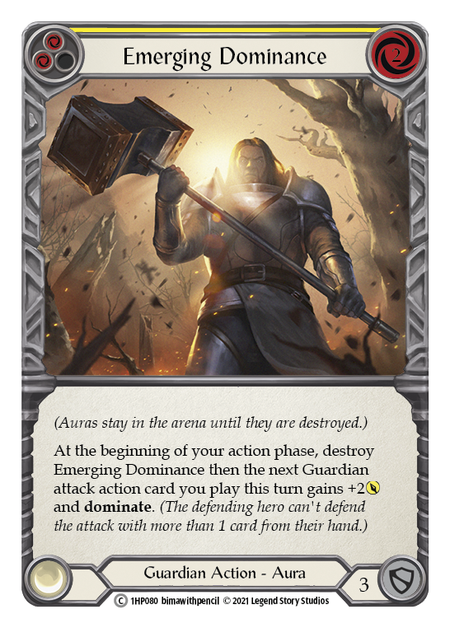 Emerging Dominance
2
(Auras stay in the arena until they are destroyed.)
At the beginning of your action phase, destroy
Emerging Dominance then the next Guardian
attack action card you play this turn gains +2
and dominate. (The defending hero can't defend
the attack with more than 1 card from their hand.)
Guardian Action - Aura
3
C 1HP080 bimawithpencil © 2021 Legend Story Studios